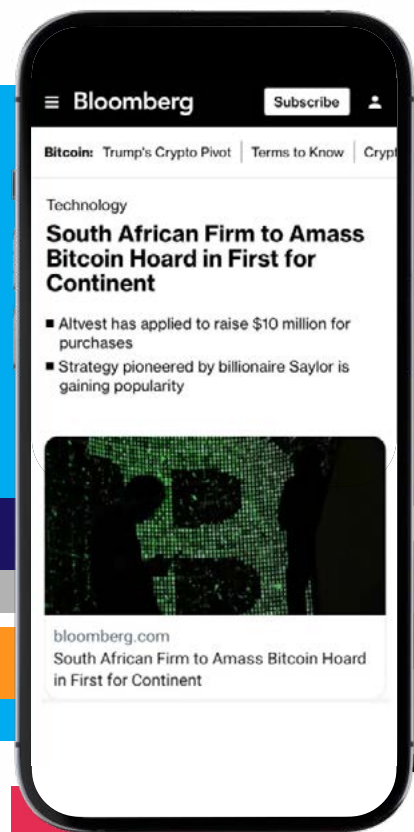 Bloomberg Subscribe
Bitcoin: Trump's Crypto Pivot Terms to Know Crypt
Technology
South African Firm to Amass
Bitcoin Hoard in First for
Continent
Altvest has applied to raise $10 million for
purchases
Strategy pioneered by billionaire Saylor is
gaining popularity
bloomberg.com
South African Firm to Amass Bitcoin Hoard
in First for Continent